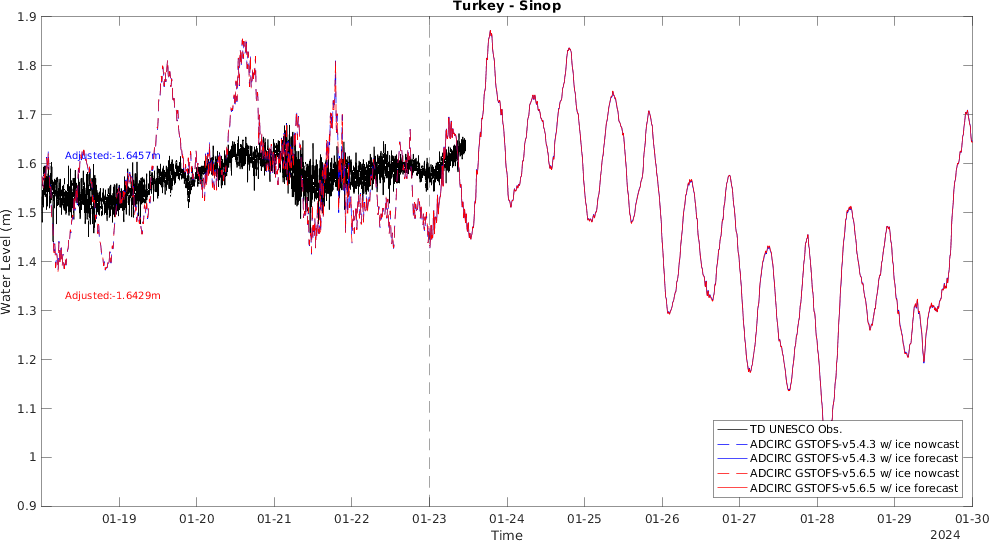 Turkey - Sinop
1.9
1.8
1.7
1.6
1.5
1.4
1.3
1.2
1.1
1
0.9
Water Level (m)
Adjusted:-1.6457m
Adjusted:-1.6429m
TD UNESCO Obs.
ADCIRC GSTOFS-v5.4.3 w/ ice nowcast
ADCIRC GSTOFS-v5.4.3 w/ ice forecast
ADCIRC GSTOFS-v5.6.5 w/ ice nowcast
ADCIRC GSTOFS-v5.6.5 w/ ice forecast
01-19 01-20 01-21 01-22 01-23 01-24 01-25 01-26 01-27 01-28 01-29 01-30
Time
2024